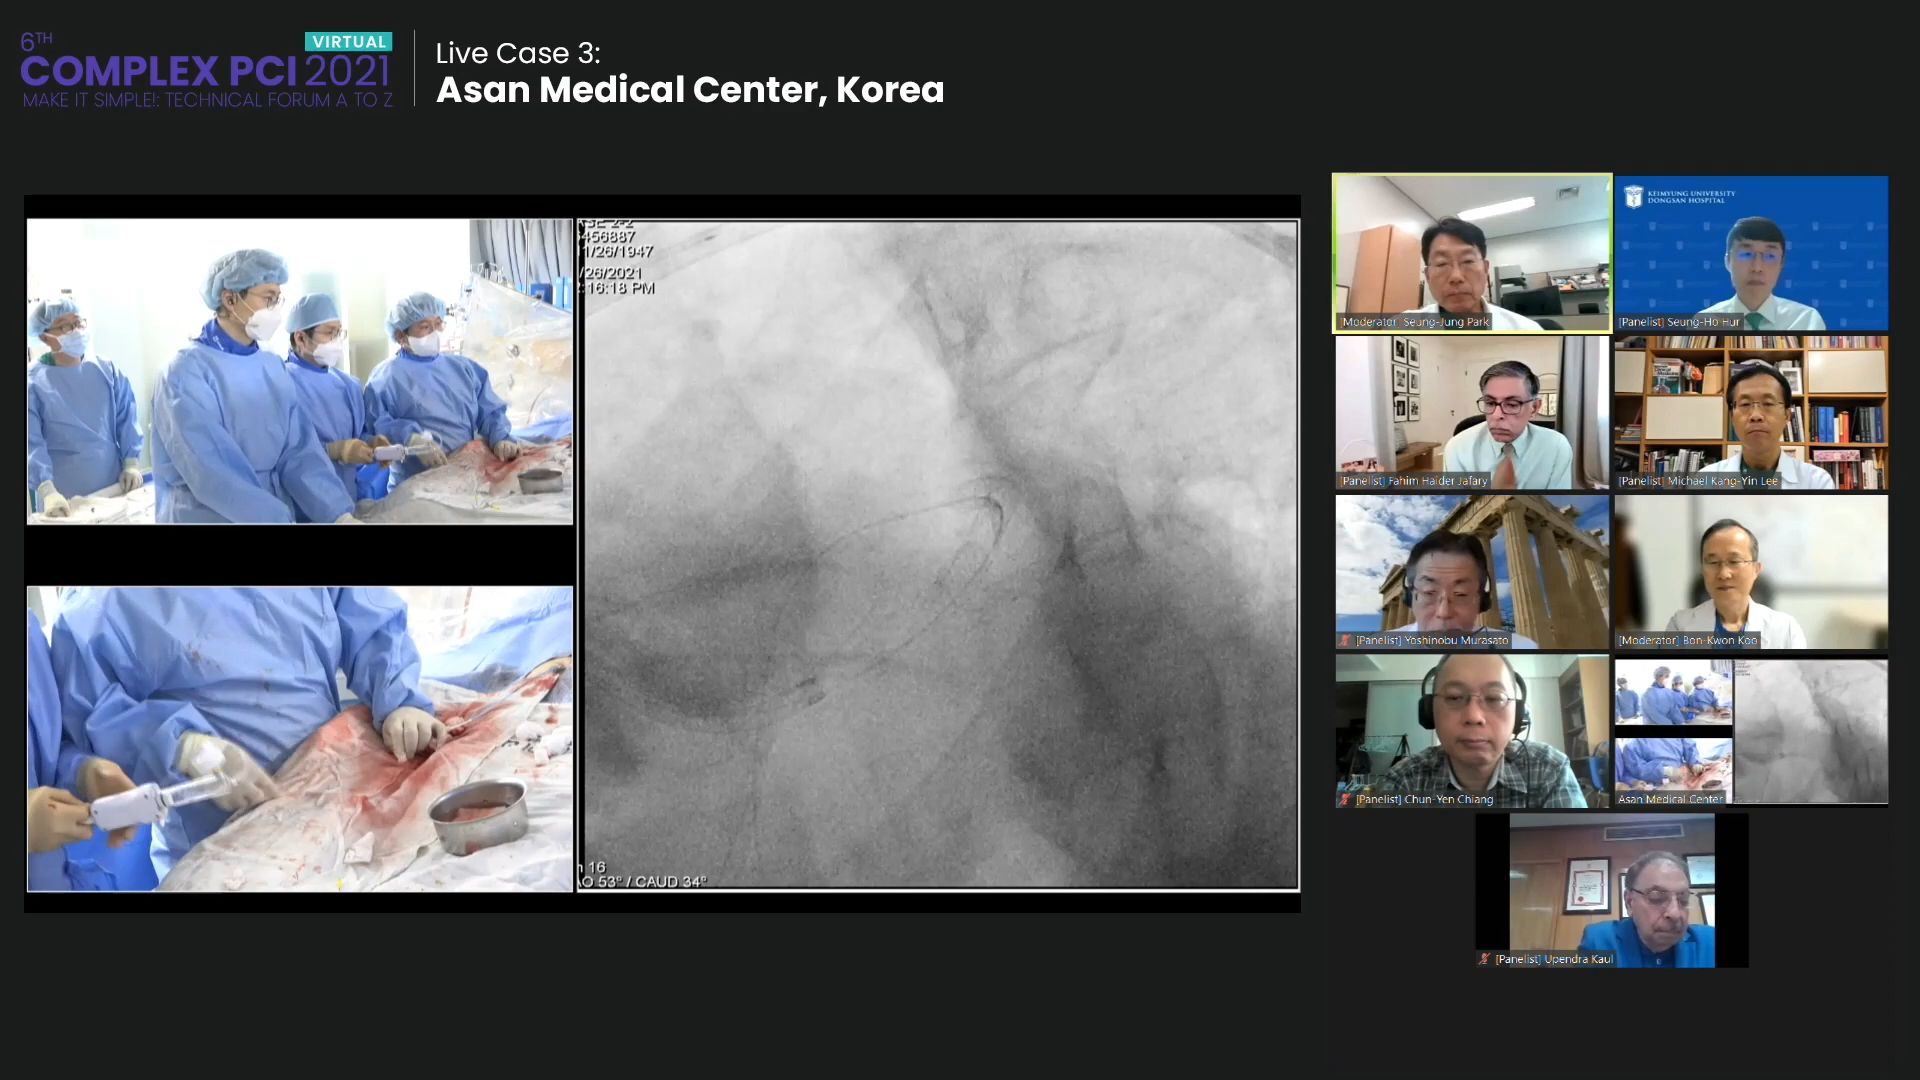 6TH
VIRTUAL
COMPLEX PCI 2021
MAKE IT SIMPLE!: TECHNICAL FORUM A TO Z
Live Case 3:
Asan Medical Center, Korea
456887
1/26/1947
/26/2021
:16:18 PM
16
O 53° / CAUD 34°
[Moderator] Seung-Jung Park
KEIMYUNG UNIVERSITY
DONGSAN HOSPITAL
[Panelist] Seung-Ho Hur
[Panelist] Fahim Haider Jafary
[Panelist] Michael Kang-Yin Lee
[Panelist] Yoshinobu Murasato
[Moderator] Bon-Kwon Koo
[Panelist] Chun-Yen Chiang
Asan Medical Center
[Panelist] Upendra Kaul